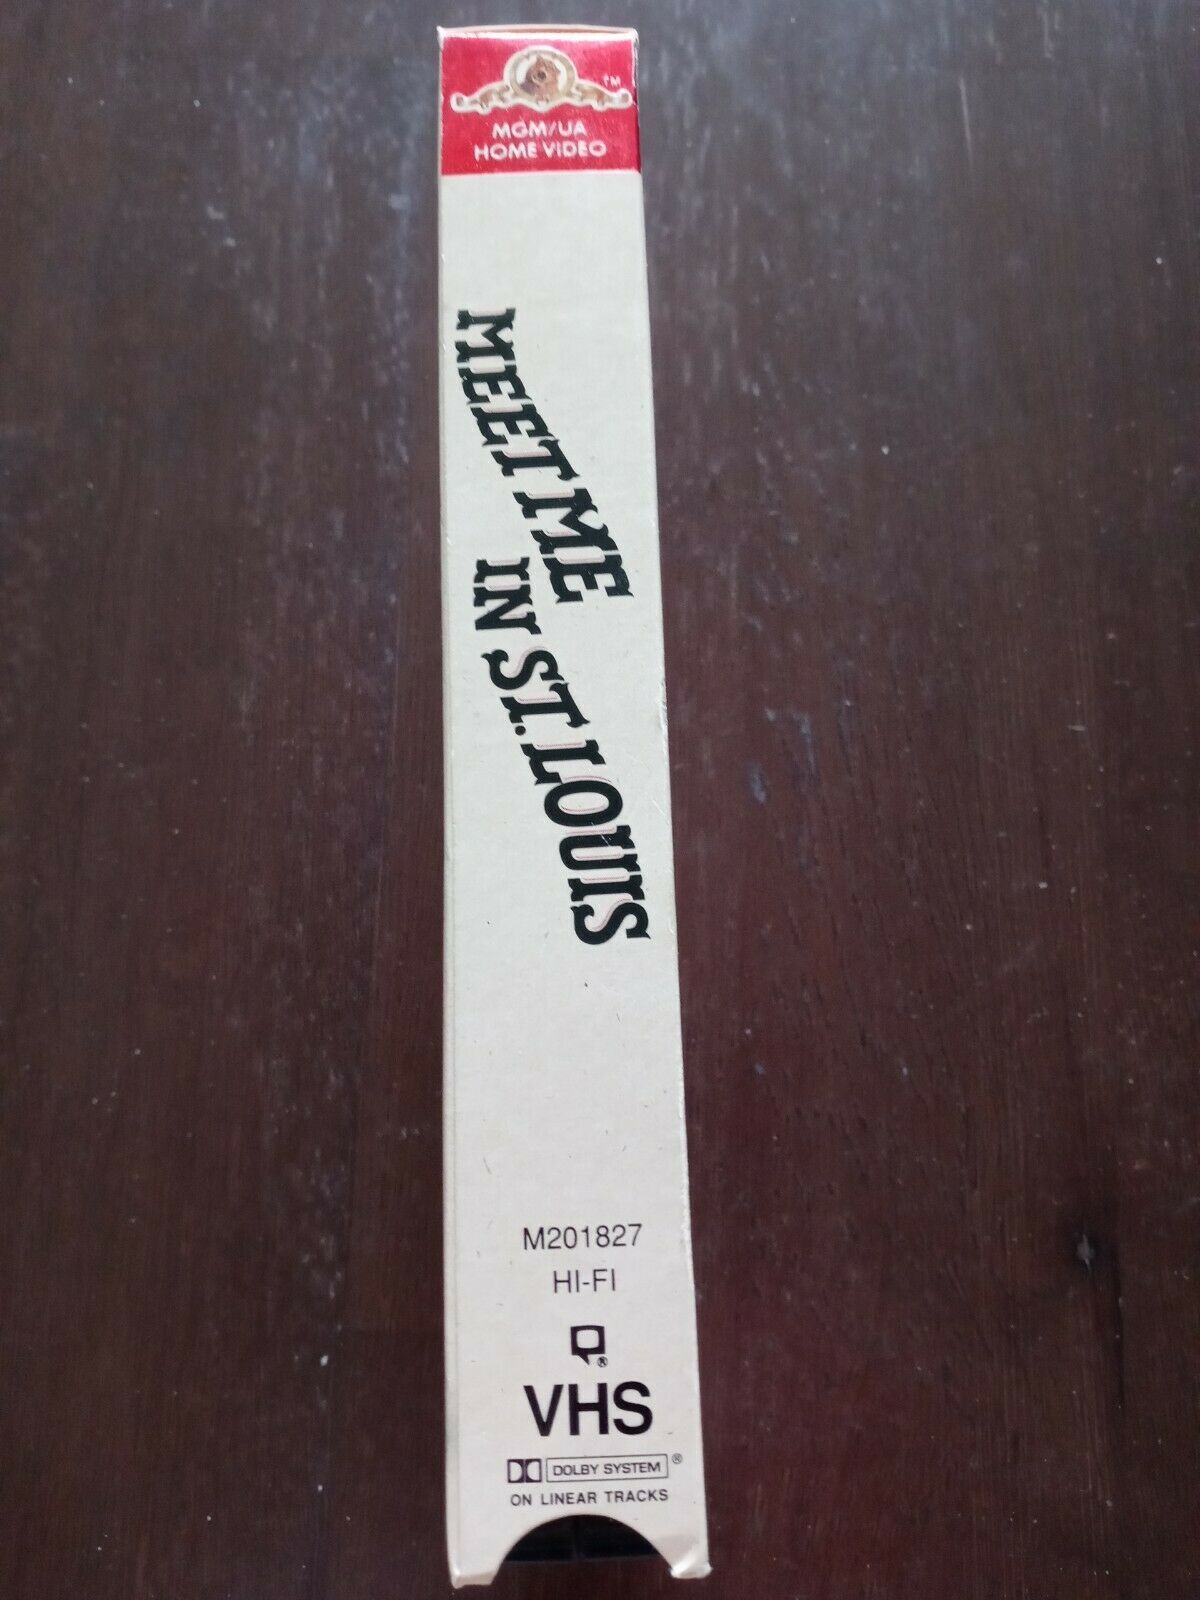 TM
MGM/UA
HOME VIDEO
MEET ME
IN ST. LOUIS
M201827
HI-FI
®
VHS
DOLBY SYSTEM ®
ON LINEAR TRACKS